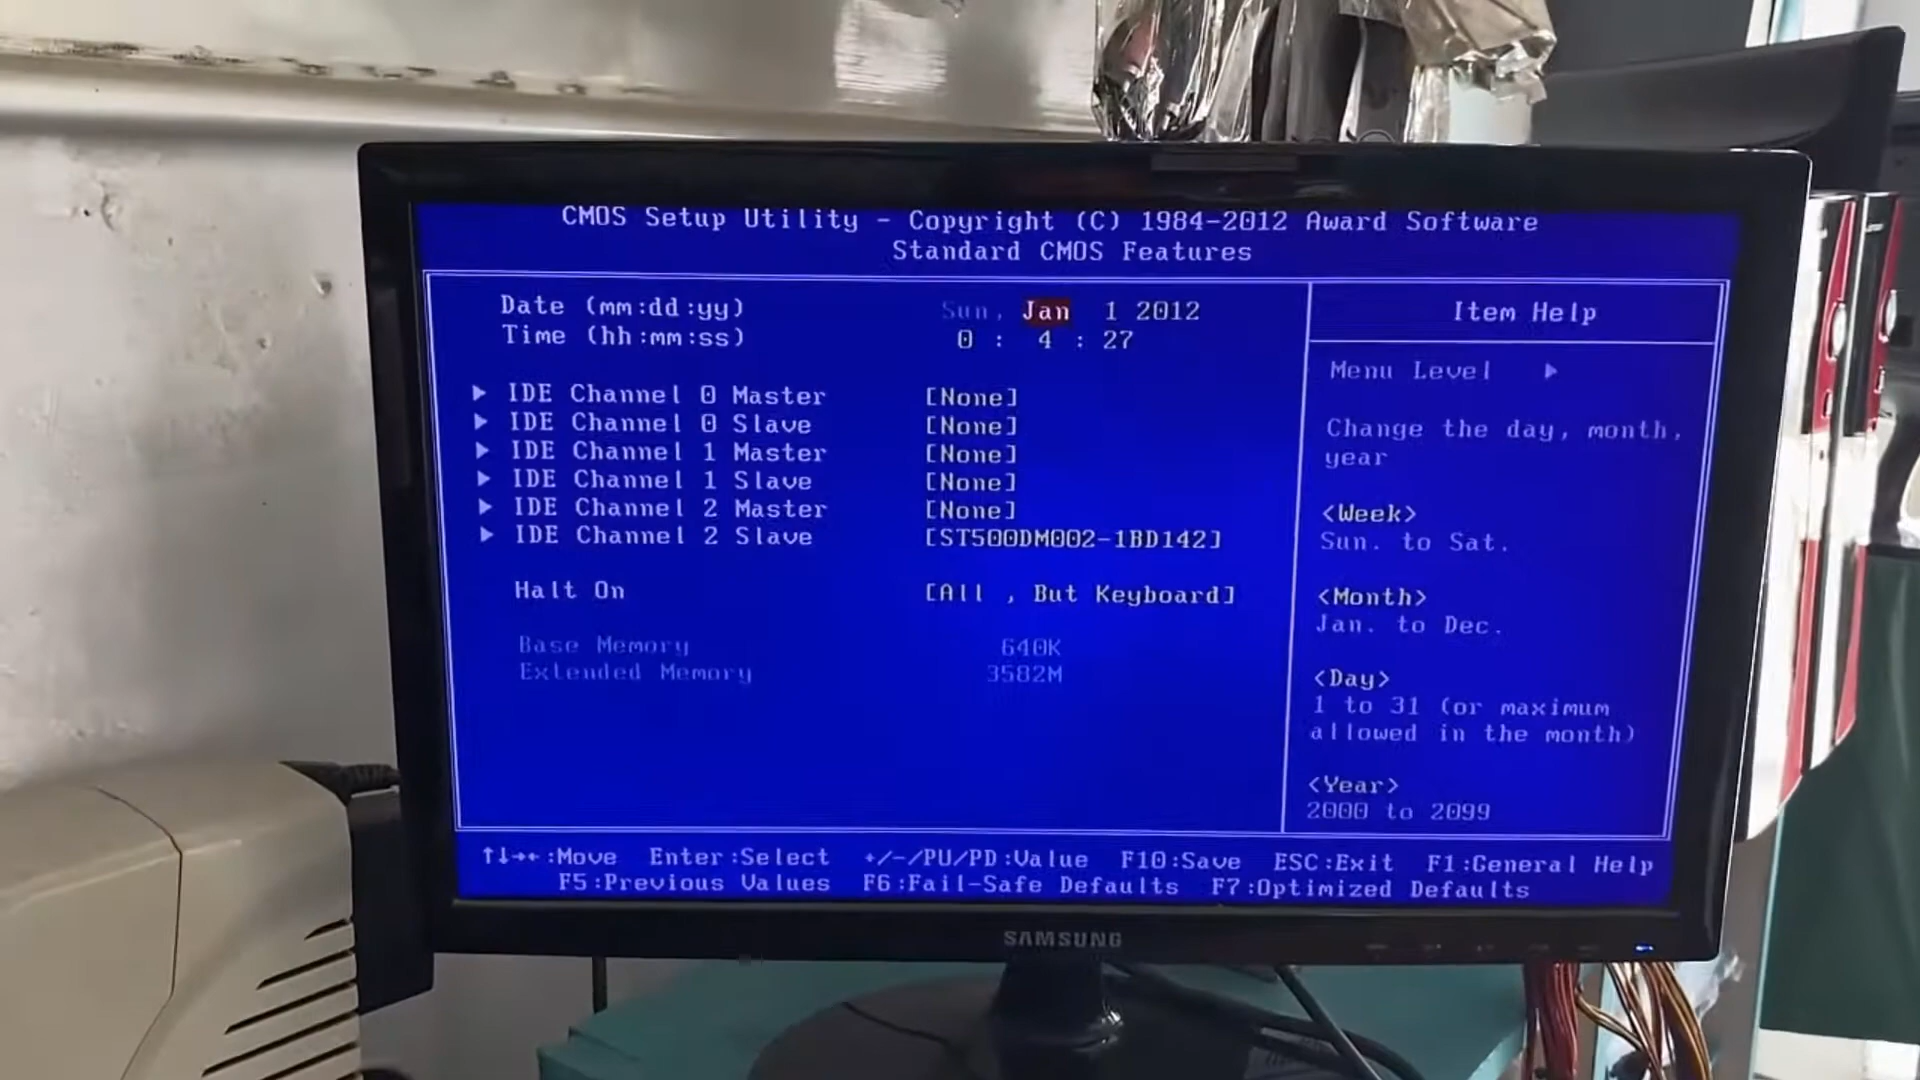 CMOS Setup Utility - Copyright (C) 1984-2012 Award Software
Standard CMOS Features
Date (mm:dd:yy) Sun, Jan 1 2012
Time (hh:mm:ss) 0 : 4 : 27
IDE Channel 0 Master [None]
IDE Channel 0 Slave [None]
IDE Channel 1 Master [None]
IDE Channel 1 Slave [None]
IDE Channel 2 Master [None]
IDE Channel 2 Slave [ST500DM002-1BD142]
Halt On [All , But Keyboard]
Base Memory 640K
Extended Memory 3582M
Item Help
Menu Level ▶
Change the day, month,
year
<Week>
Sun. to Sat.
<Month>
Jan. to Dec.
<Day>
1 to 31 (or maximum
allowed in the month)
<Year>
2000 to 2099
↑↓→←:Move Enter:Select +/-/PU/PD:Value F10:Save ESC:Exit F1:General Help
F5:Previous Values F6:Fail-Safe Defaults F7:Optimized Defaults
SAMSUNG